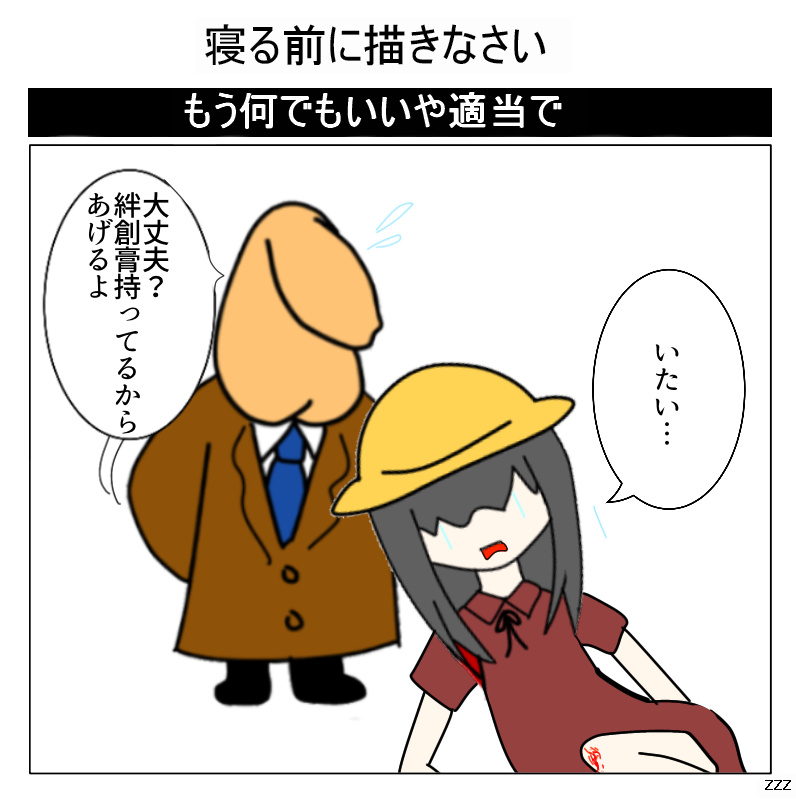 寝る前に描きなさい
もう何でもいいや適当で
大丈夫？
絆創膏持ってるから
あげるよ
いたい…
zzz